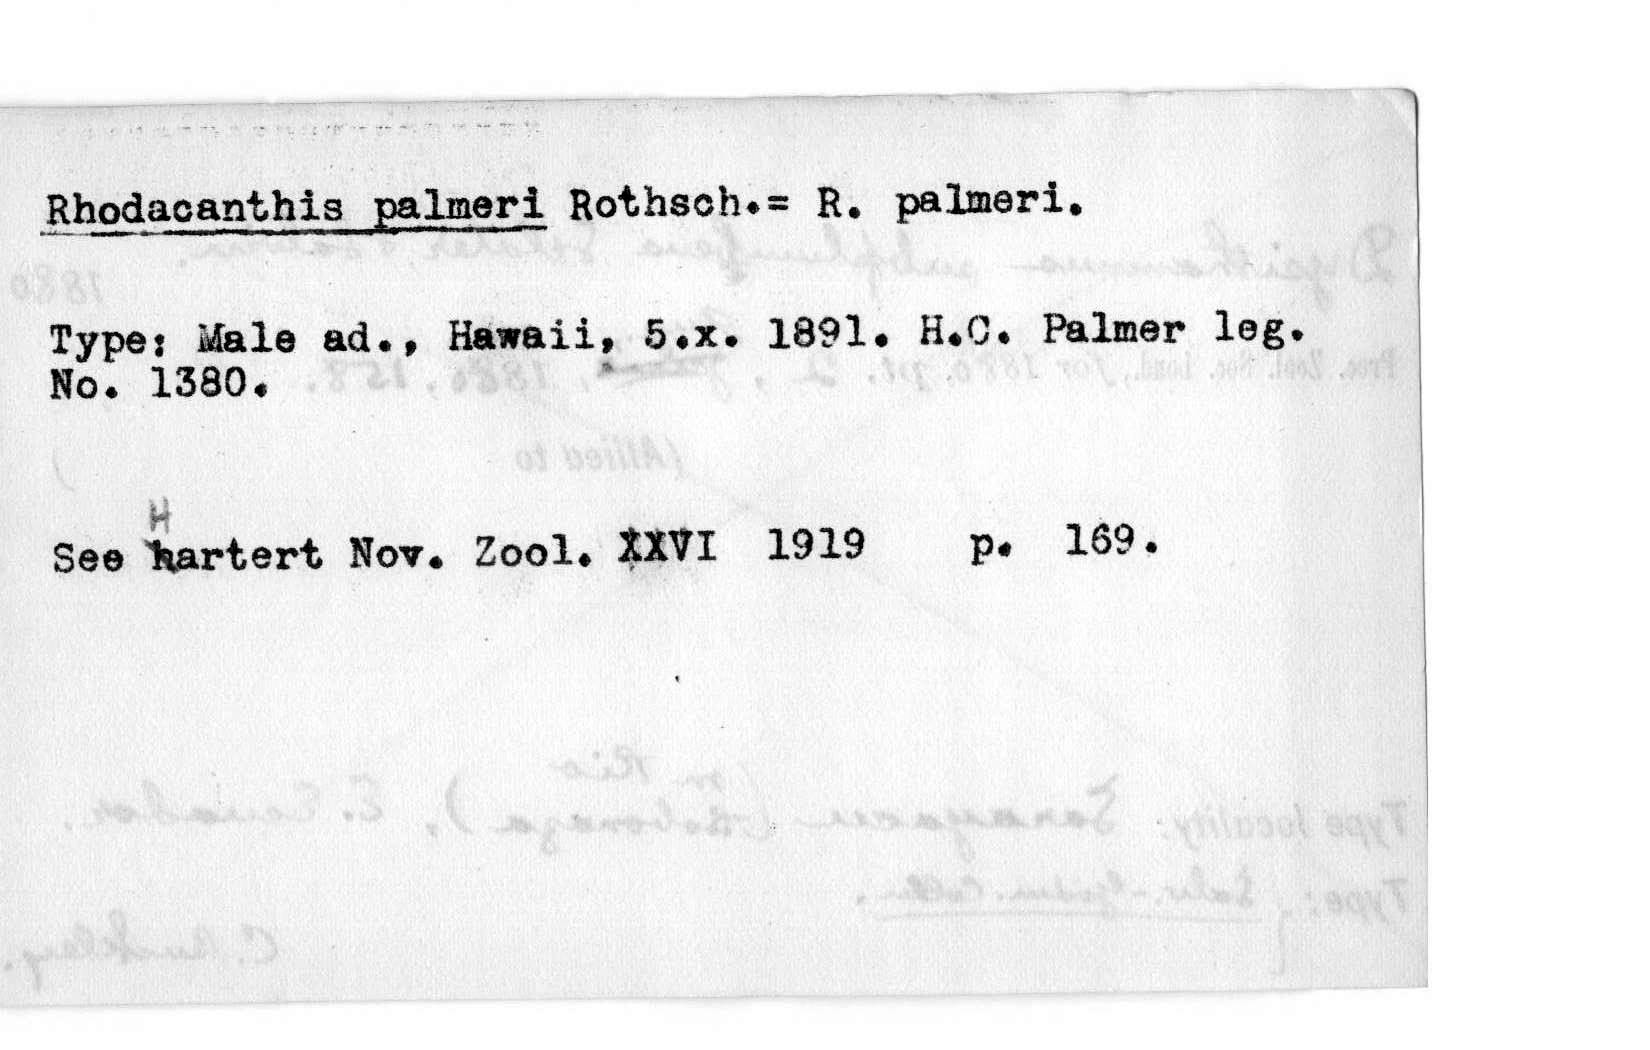 Rhodacanthis palmeri Rothsch.= R. palmeri.
Type: Male ad., Hawaii, 5.x. 1891. H.C. Palmer leg.
No. 1380.
See Hartert Nov. Zool. XXVI 1919 p. 169.